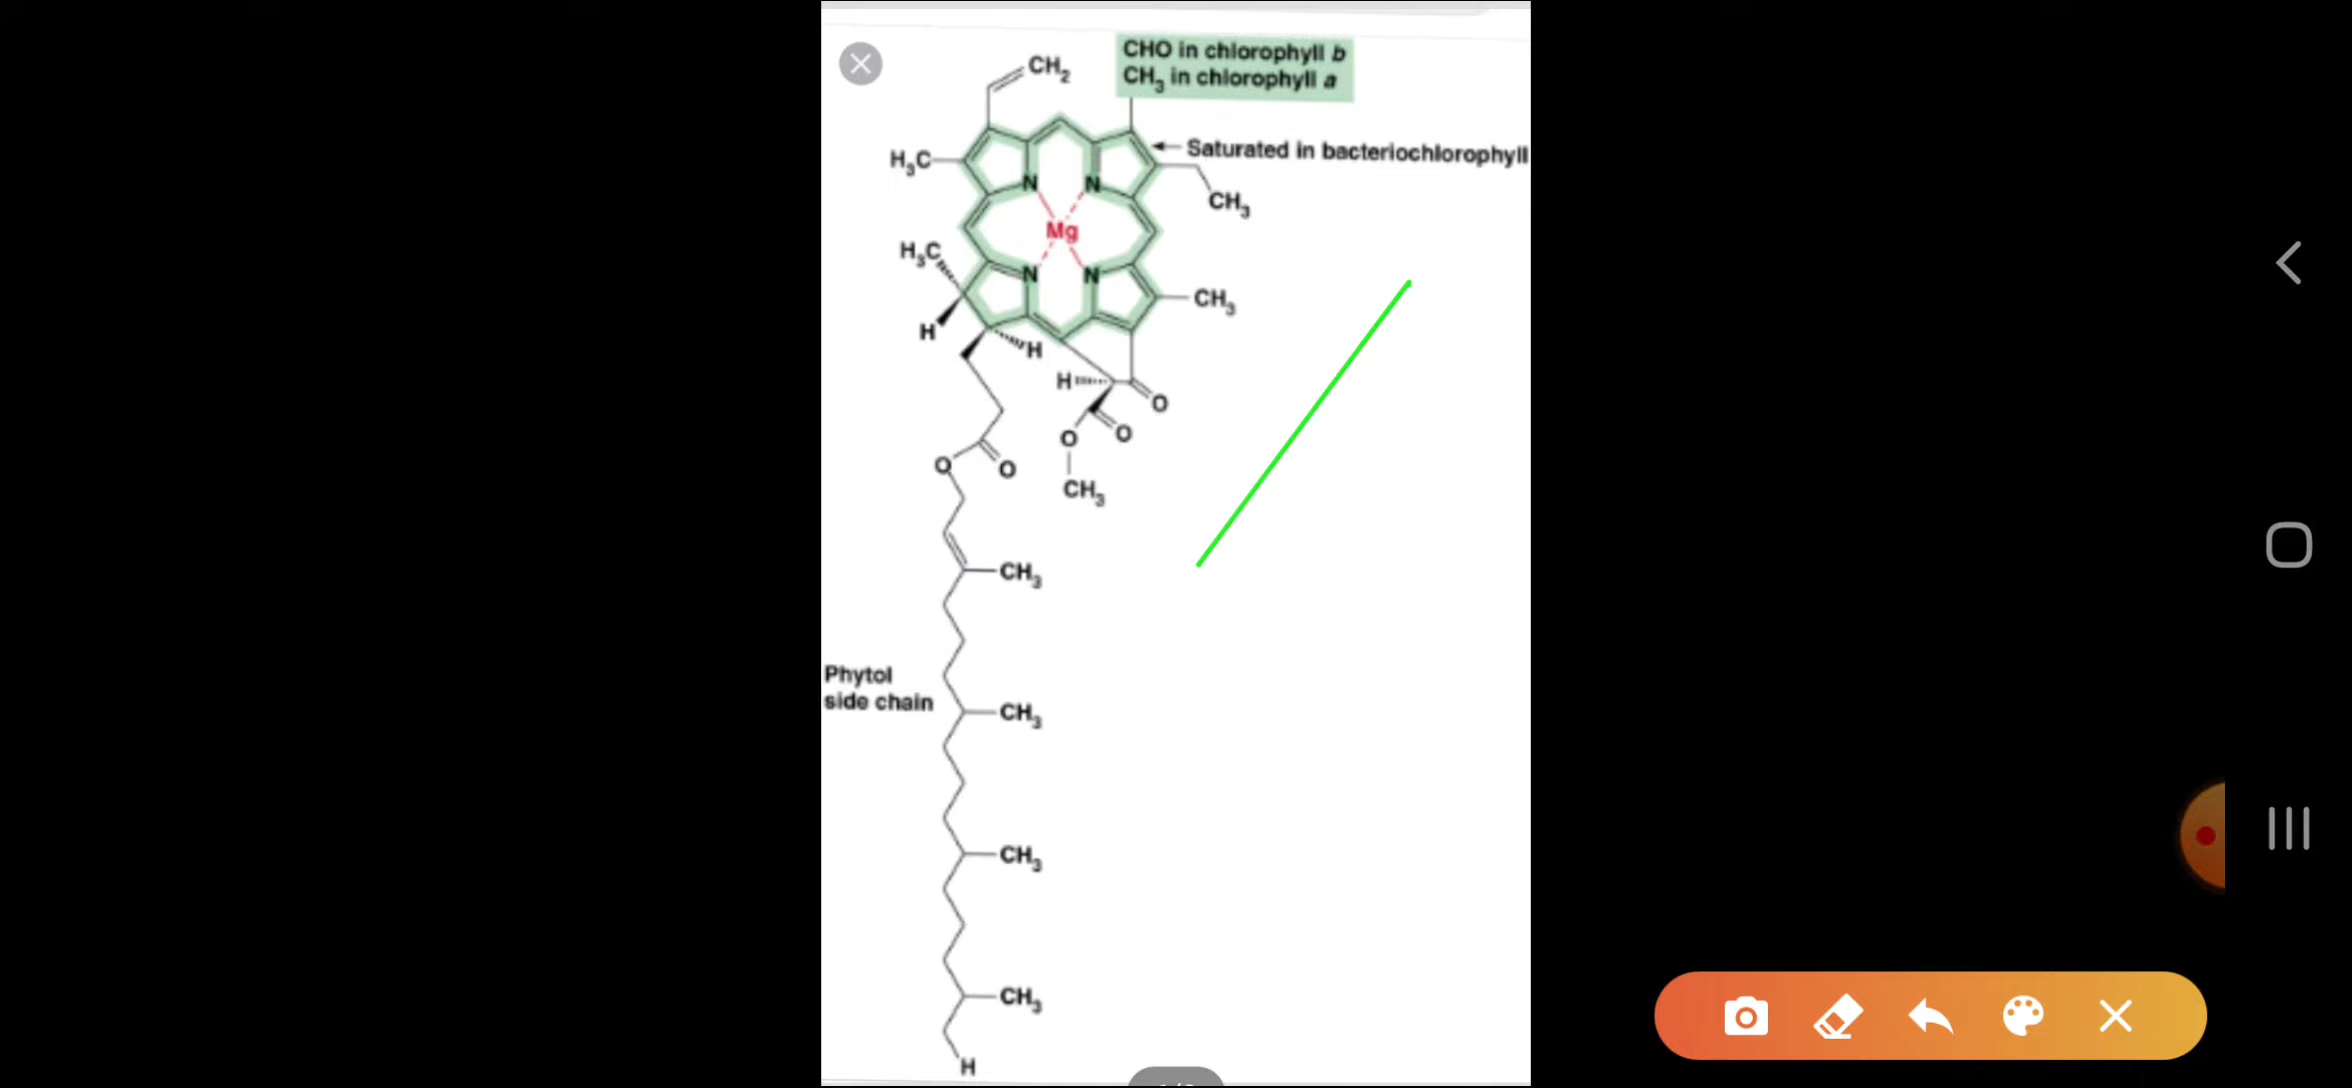 CHO in chlorophyll b
CH₃ in chlorophyll a
CH₂
Saturated in bacteriochlorophyll
H₃C
N
N
CH₃
Mg
H₃C
N
N
CH₃
H
H
H
O
O
O
O
O
CH₃
CH₃
Phytol
side chain
CH₃
CH₃
CH₃
H